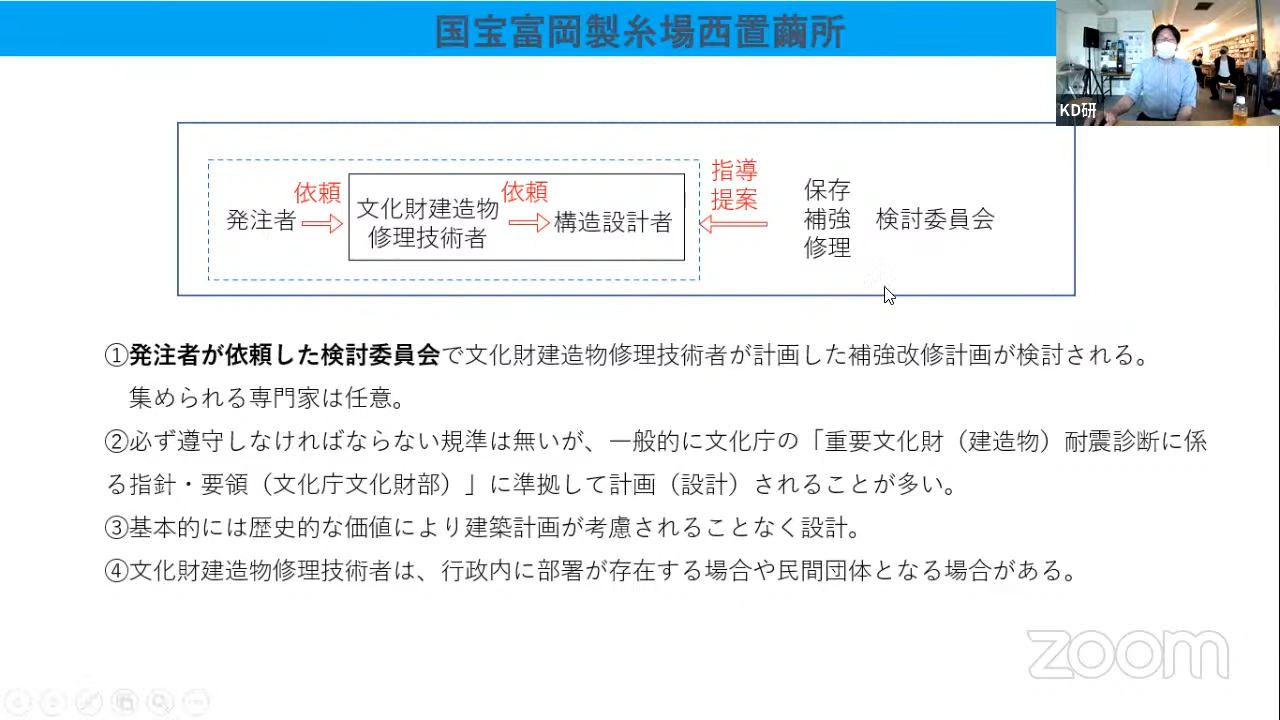 国宝富岡製糸場西置繭所
KD研
指導
提案
依頼
依頼
保存
補強
修理
検討委員会
発注者
文化財建造物
修理技術者
構造設計者
①発注者が依頼した検討委員会で文化財建造物修理技術者が計画した補強改修計画が検討される。
集められる専門家は任意。
②必ず遵守しなければならない規準は無いが、一般的に文化庁の「重要文化財（建造物）耐震診断に係
る指針・要領（文化庁文化財部）」に準拠して計画（設計）されることが多い。
③基本的には歴史的な価値により建築計画が考慮されることなく設計。
④文化財建造物修理技術者は、行政内に部署が存在する場合や民間団体となる場合がある。
zoom